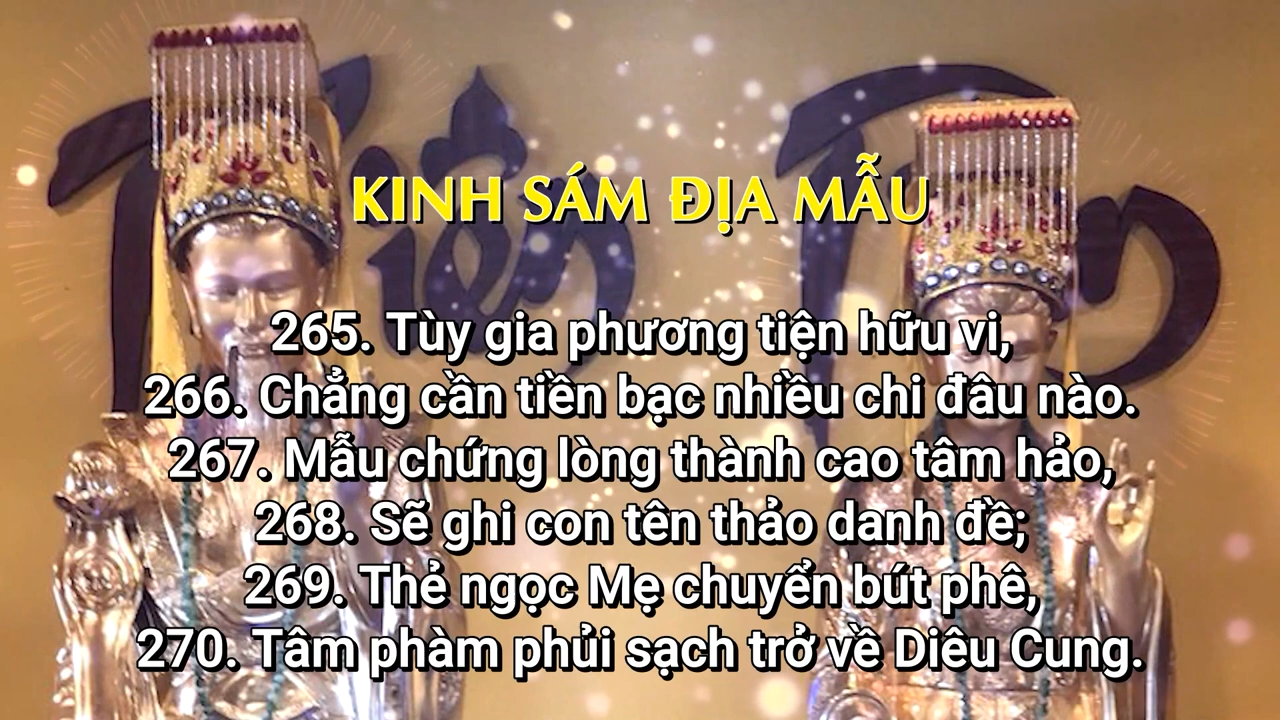 KINH SÁM ĐỊA MẪU
265. Tùy gia phương tiện hữu vi,
266. Chẳng cần tiền bạc nhiều chi đâu nào.
267. Mẫu chứng lòng thành cao tâm hảo,
268. Sẽ ghi con tên thảo danh đề;
269. Thẻ ngọc Mẹ chuyển bút phê,
270. Tâm phàm phủi sạch trở về Diêu Cung.